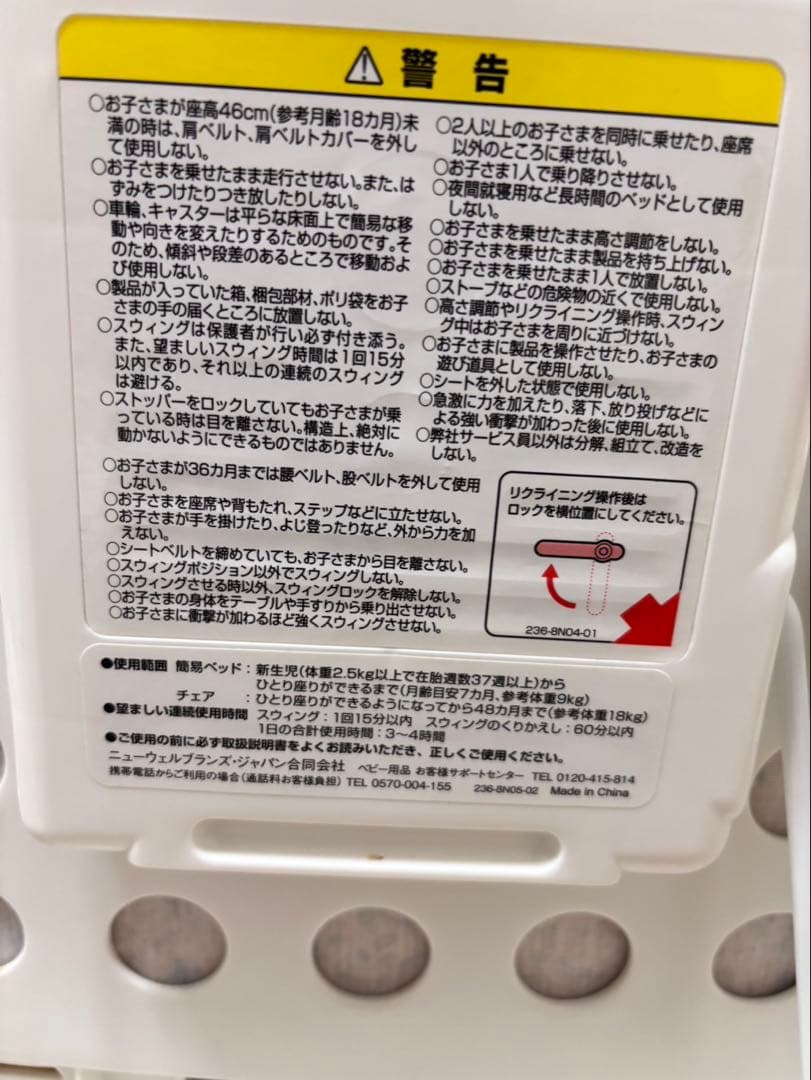 警告
○お子さまが座高46cm(参考月齢18カ月)未
満の時は、肩ベルト、肩ベルトカバーを外し
て使用しない。
○お子さまを乗せたまま走行させない。また、は
ずみをつけたりつき放したりしない。
○車輪、キャスターは平らな床面上で簡易な移
動や向きを変えたりするためのものです。そ
のため、傾斜や段差のあるところで移動およ
び使用しない。
○製品が入っていた箱、梱包部材、ポリ袋をお子
さまの手の届くところに放置しない。
○スウィングは保護者が行い必ず付き添う。
また、望ましいスウィング時間は1回15分
以内であり、それ以上の連続のスウィング
は避ける。
○ストッパーをロックしていてもお子さまが乗
っている時は目を離さない。構造上、絶対に
動かないようにできるものではありません。
○お子さまが36カ月までは腰ベルト、股ベルトを外して使用
しない。
○お子さまを座席や背もたれ、ステップなどに立たせない。
○お子さまが手を掛けたり、よじ登ったりなど、外から力を加
えない。
○シートベルトを締めていても、お子さまから目を離さない。
○スウィングポジション以外でスウィングしない。
○スウィングさせる時以外、スウィングロックを解除しない。
○お子さまの身体をテーブルや手すりから乗り出させない。
○お子さまに衝撃が加わるほど強くスウィングさせない。
○2人以上のお子さまを同時に乗せたり、座席
以外のところに乗せない。
○お子さま1人で乗り降りさせない。
○夜間就寝用など長時間のベッドとして使用
しない。
○お子さまを乗せたまま高さ調節をしない。
○お子さまを乗せたまま製品を持ち上げない。
○お子さまを乗せたまま1人で放置しない。
○ストーブなどの危険物の近くで使用しない。
○高さ調節やリクライニング操作時、スウィン
グ中はお子さまを周りに近づけない。
○お子さまに製品を操作させたり、お子さまの
遊び道具として使用しない。
○シートを外した状態で使用しない。
○急激に力を加えたり、落下、放り投げなどに
よる強い衝撃が加わった後に使用しない。
○弊社サービス員以外は分解、組立て、改造を
しない。
リクライニング操作後は
ロックを横位置にしてください。
236-8N04-01
●使用範囲 簡易ベッド：新生児(体重2.5kg以上で在胎週数37週以上)から
ひとり座りができるまで(月齢目安7カ月、参考体重9kg)
チェア ：ひとり座りができるようになってから48カ月まで(参考体重18kg)
●望ましい連続使用時間 スウィング：1回15分以内 スウィングのくりかえし：60分以内
1日の合計使用時間：3〜4時間
●ご使用の前に必ず取扱説明書をよくお読みいただき、正しくご使用ください。
ニューウェルブランズ・ジャパン合同会社 ベビー用品 お客様サポートセンター TEL 0120-415-814
携帯電話からご利用の場合(通話料お客様負担) TEL 0570-004-155 236-8N05-02 Made in China